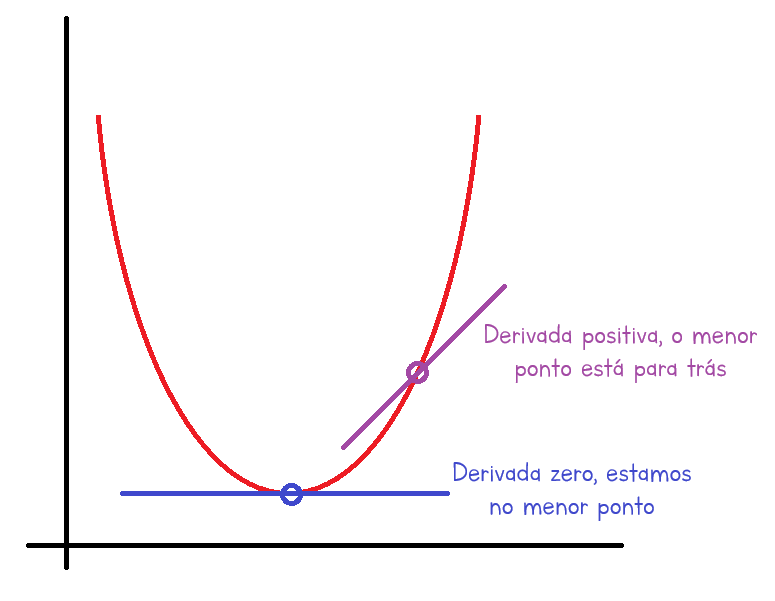 Derivada positiva, o menor
ponto está para trás
Derivada zero, estamos
no menor ponto